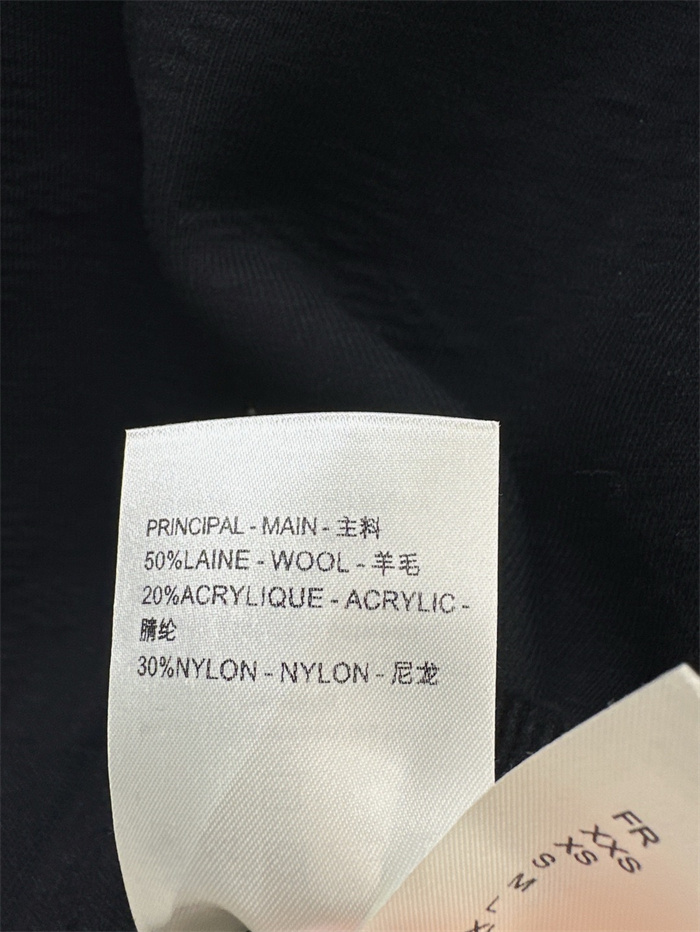 PRINCIPAL - MAIN - 主料
50%LAINE - WOOL - 羊毛
20%ACRYLIQUE - ACRYLIC -
腈纶
30%NYLON - NYLON - 尼龙
FR
XXS
XS
S
M
L